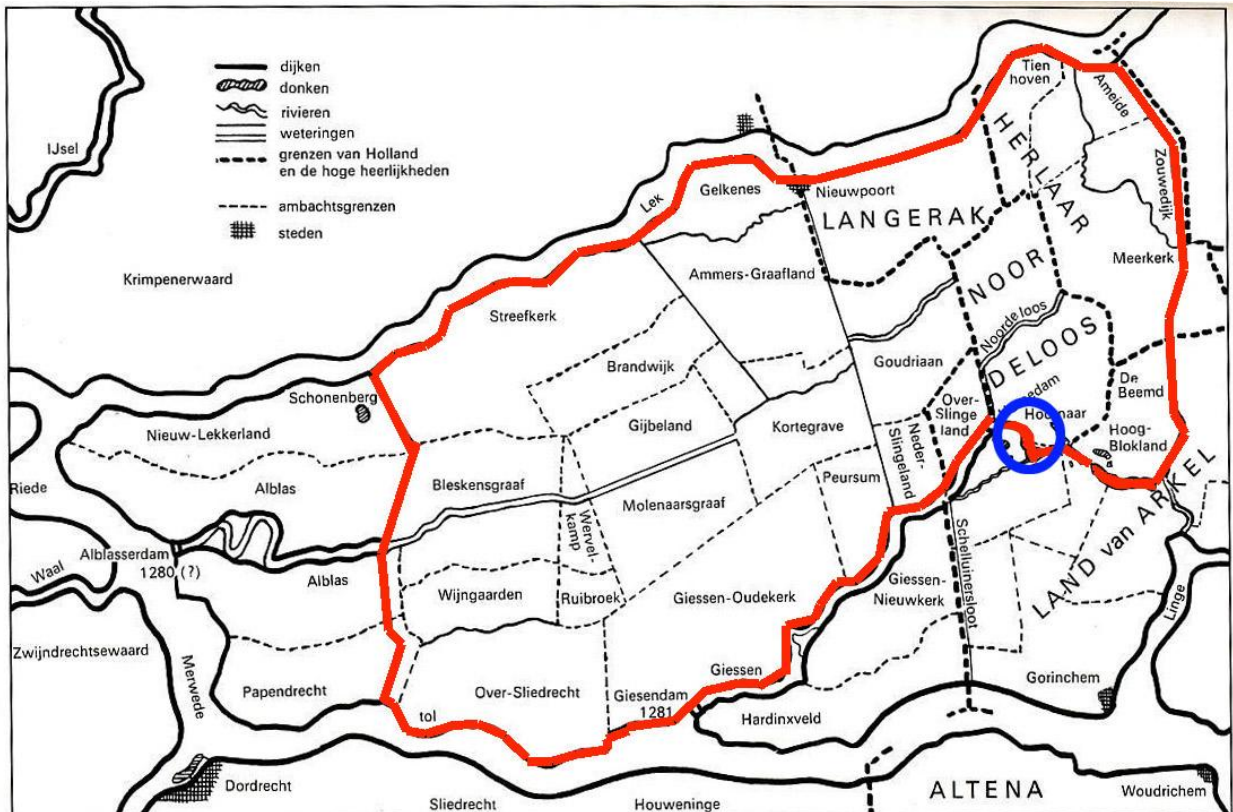 dijken
donken
rivieren
weteringen
grenzen van Holland
en de hoge heerlijkheden
ambachtsgrenzen
steden
IJsel
Krimpenerwaard
Lek
Tien
hoven
Ameide
Zouwedijk
HERLAAR
Gelkenes
Nieuwpoort
LANGERAK
Meerkerk
Ammers-Graafland
NOOR
DELOOS
Noordeloos
Streefkerk
Goudriaan
Brandwijk
De
Beemd
Schonenberg
Over-
Slinge
land
Nieuw-Lekkerland
Gijbeland
Kortegrave
Hoog-
Blokland
Neder-
Slingeland
Riede
Alblas
Bleskensgraaf
Peursum
Molenaarsgraaf
Wervel-
kamp
LAND van ARKEL
Alblasserdam
1280 (?)
Waal
Alblas
Schelluinersloot
Giessen-
Nieuwkerk
Linge
Wijngaarden
Ruibroek
Giessen-Oudekerk
Zwijndrechtsewaard
Merwede
Papendrecht
Over-Sliedrecht
Giessen
Gorinchem
Giesendam
1281
tol
Hardinxveld
Dordrecht
ALTENA
Woudrichem
Sliedrecht
Houweninge